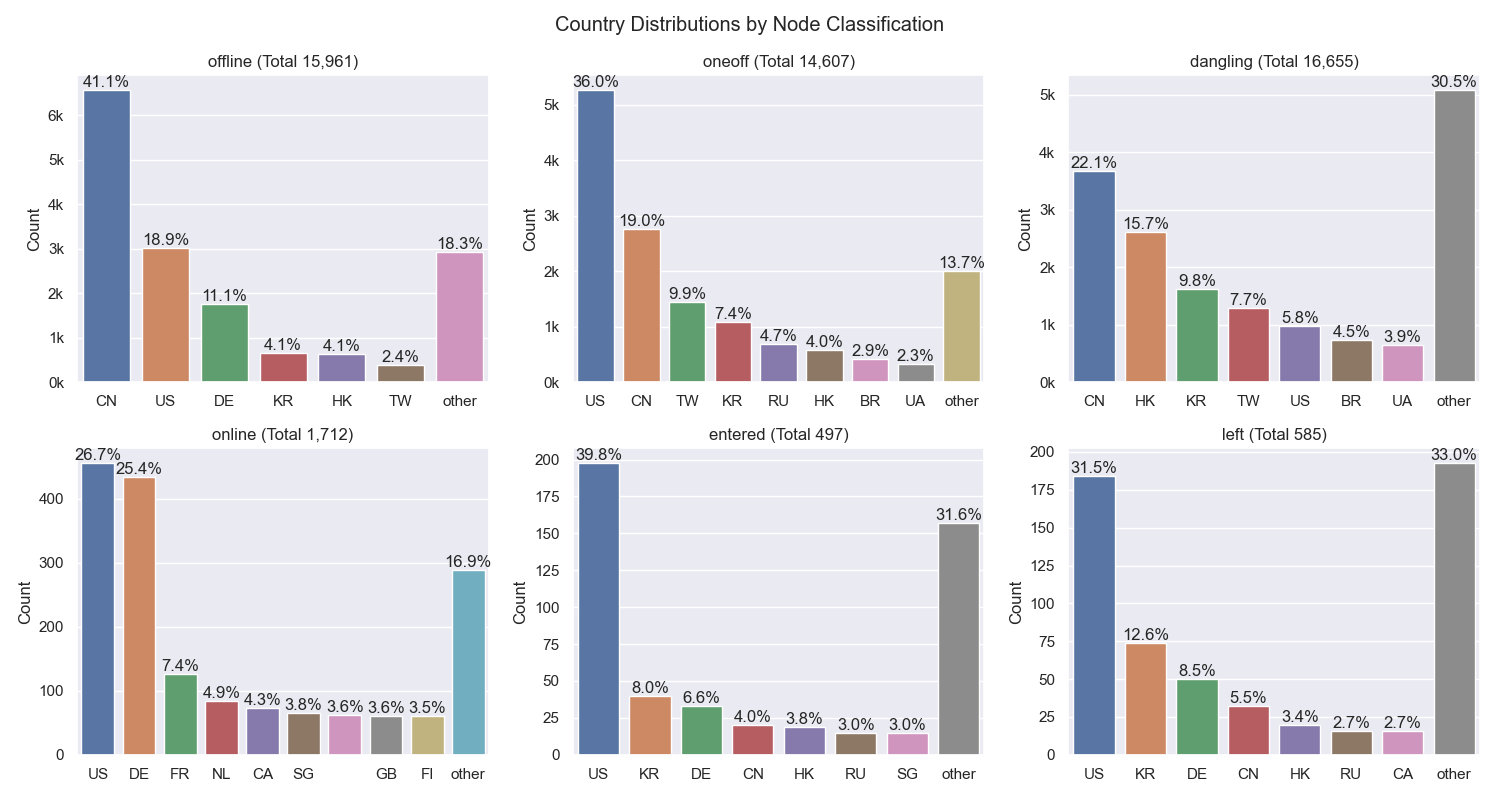 Country Distributions by Node Classification
offline (Total 15,961)
Count
6k
5k
4k
3k
2k
1k
0k
41.1%
18.9%
11.1%
4.1%
4.1%
2.4%
18.3%
CN US DE KR HK TW other
oneoff (Total 14,607)
Count
5k
4k
3k
2k
1k
0k
36.0%
19.0%
9.9%
7.4%
4.7%
4.0%
2.9%
2.3%
13.7%
US CN TW KR RU HK BR UA other
dangling (Total 16,655)
Count
5k
4k
3k
2k
1k
0k
22.1%
15.7%
9.8%
7.7%
5.8%
4.5%
3.9%
30.5%
CN HK KR TW US BR UA other
online (Total 1,712)
Count
400
300
200
100
0
26.7%
25.4%
7.4%
4.9%
4.3%
3.8%
3.6%
3.6%
3.5%
16.9%
US DE FR NL CA SG GB FI other
entered (Total 497)
Count
200
175
150
125
100
75
50
25
0
39.8%
8.0%
6.6%
4.0%
3.8%
3.0%
3.0%
31.6%
US KR DE CN HK RU SG other
left (Total 585)
Count
200
175
150
125
100
75
50
25
0
31.5%
12.6%
8.5%
5.5%
3.4%
2.7%
2.7%
33.0%
US KR DE CN HK RU CA other